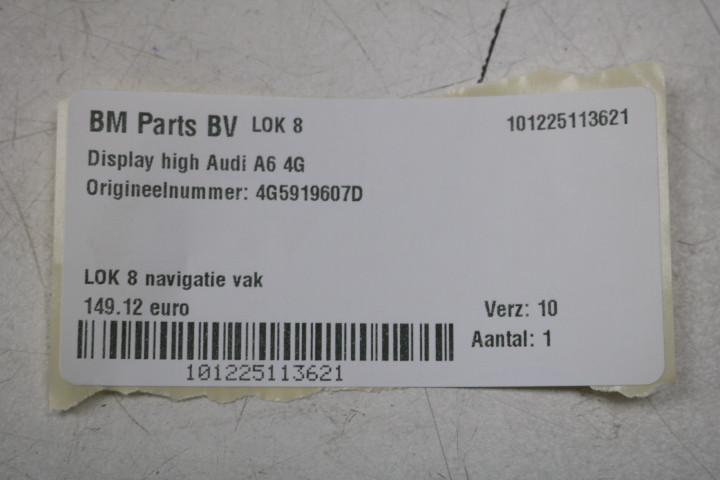 BM Parts BV LOK 8 101225113621
Display high Audi A6 4G
Origineelnummer: 4G5919607D
LOK 8 navigatie vak
149.12 euro Verz: 10
Aantal: 1
101225113621